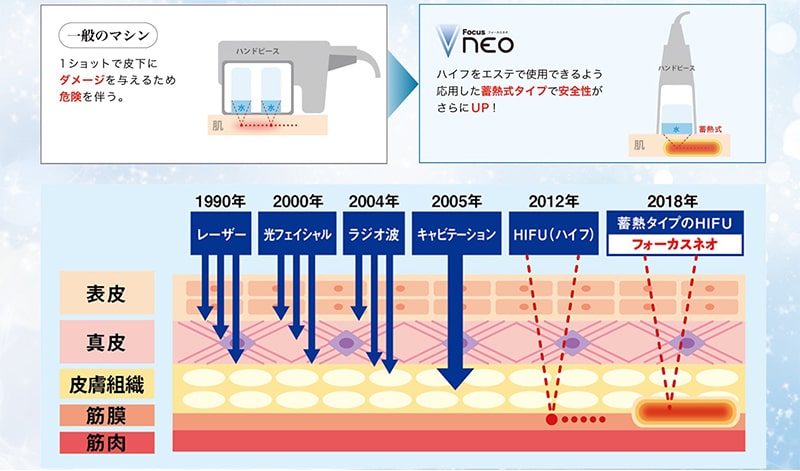 一般のマシン
1ショットで皮下に
ダメージを与えるため
危険を伴う。
ハンドピース
水
水
肌
Focus フォーカスネオ
NEO
ハイフをエステで使用できるよう
応用した蓄熱式タイプで安全性が
さらにUP!
ハンドピース
水
蓄熱式
肌
1990年 2000年 2004年 2005年 2012年 2018年
レーザー 光フェイシャル ラジオ波 キャビテーション HIFU(ハイフ) 蓄熱タイプのHIFU
フォーカスネオ
表皮
真皮
皮膚組織
筋膜
筋肉